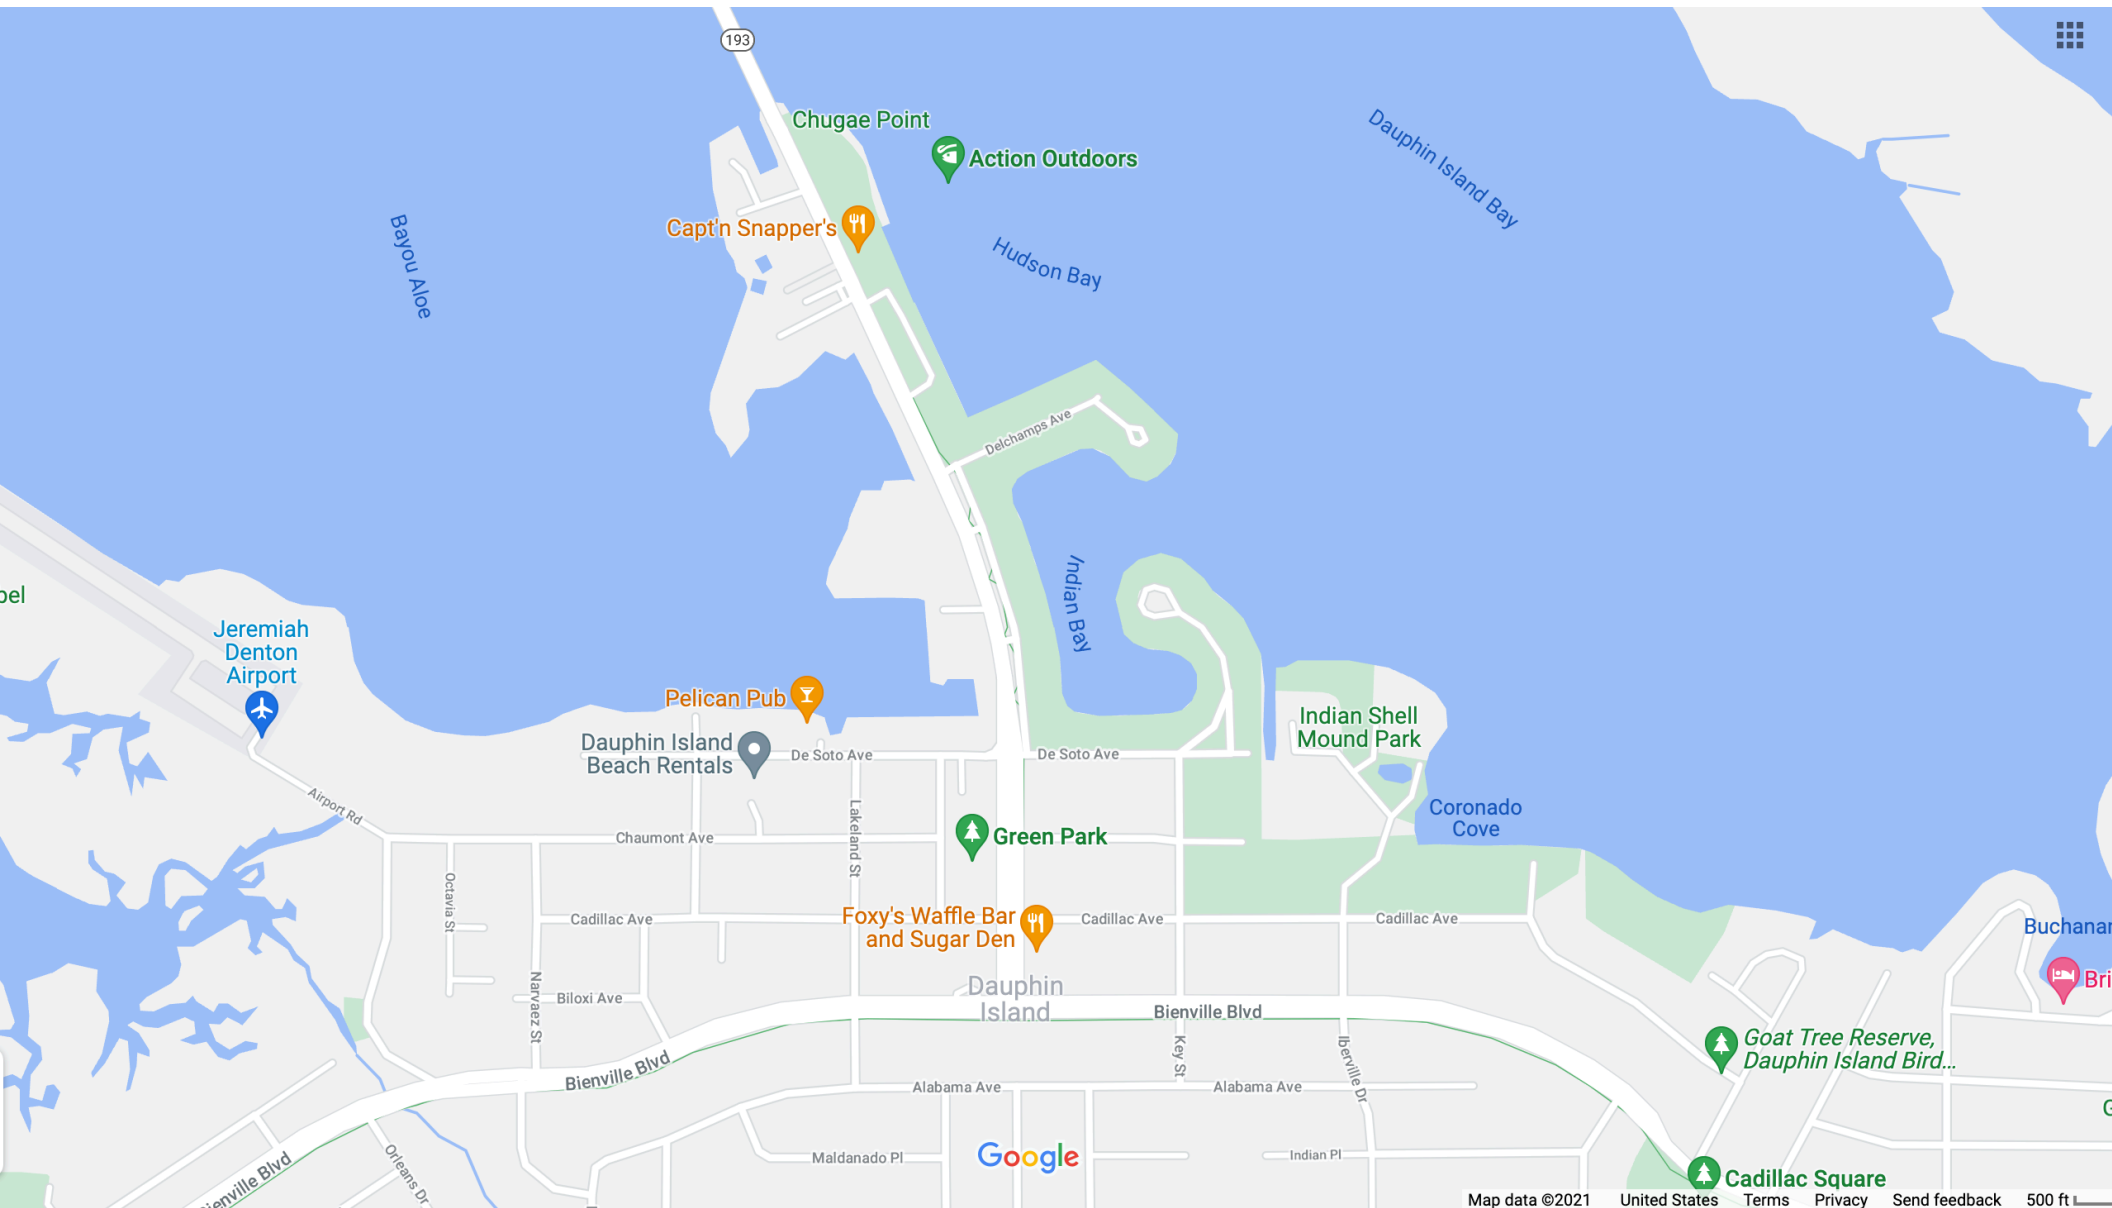 193
Chugae Point
Action Outdoors
Dauphin Island Bay
Capt'n Snapper's
Hudson Bay
Bayou Aloe
Delchamps Ave
Indian Bay
pel
Jeremiah
Denton
Airport
Pelican Pub
Dauphin Island
Beach Rentals
De Soto Ave
De Soto Ave
Indian Shell
Mound Park
Airport Rd
Coronado
Cove
Chaumont Ave
Lakeland St
Green Park
Octavia St
Cadillac Ave
Foxy's Waffle Bar
and Sugar Den
Cadillac Ave
Cadillac Ave
Buchanan
Narvaez St
Biloxi Ave
Dauphin
Island
Bienville Blvd
Bri
Key St
Iberville Dr
Goat Tree Reserve,
Dauphin Island Bird...
Bienville Blvd
Alabama Ave
Alabama Ave
G
Orleans Dr
Maldanado Pl
Google
Indian Pl
Bienville Blvd
Cadillac Square
Map data ©2021 United States Terms Privacy Send feedback 500 ft